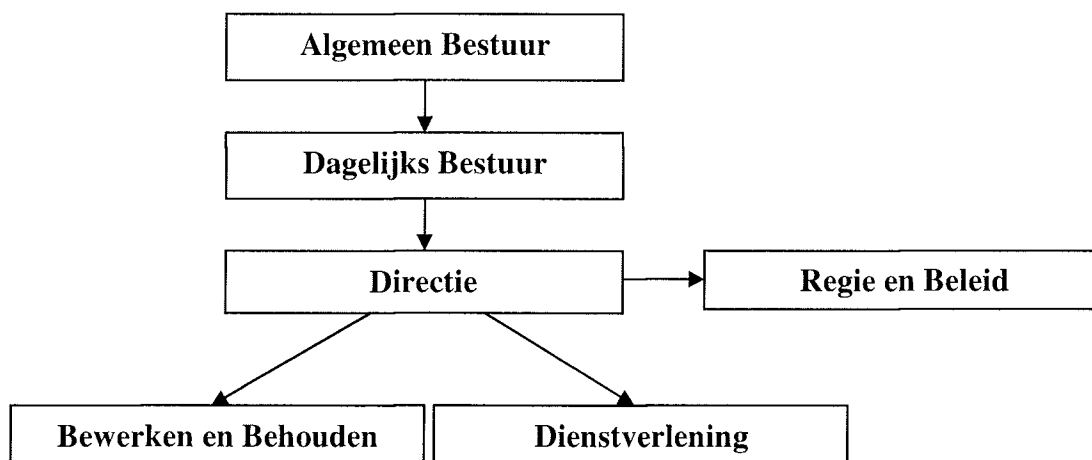 Algemeen Bestuur
Dagelijks Bestuur
Directie
Regie en Beleid
Bewerken en Behouden
Dienstverlening